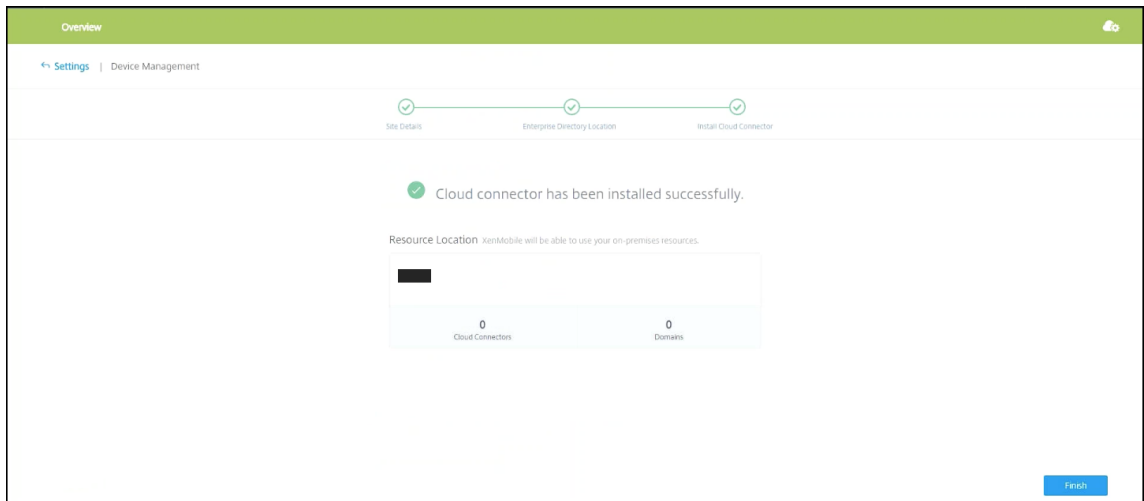 Overview
Settings | Device Management
Site Details Enterprise Directory Location Install Cloud Connector
Cloud connector has been installed successfully.
Resource Location XenMobile will be able to use your on-premises resources.
0 0
Cloud Connectors Domains
Finish